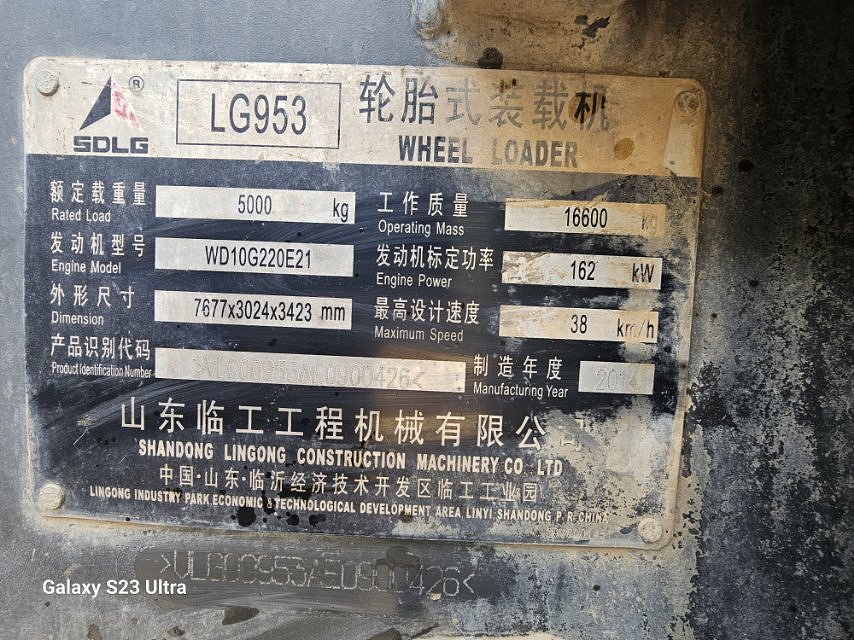 SDLG ®
LG953
轮胎式装载机
WHEEL LOADER
额定载重量 5000 kg
Rated Load
工作质量 16600 kg
Operating Mass
发动机型号 WD10G220E21
Engine Model
发动机标定功率 162 kW
Engine Power
外形尺寸 7677x3024x3423 mm
Dimension
最高设计速度 38 km/h
Maximum Speed
产品识别代码 >VLG00953AE0900426<
Product Identification Number
制造年度 2014
Manufacturing Year
山东临工工程机械有限公司
SHANDONG LINGONG CONSTRUCTION MACHINERY CO. LTD
中国·山东·临沂经济技术开发区临工工业园
LINGONG INDUSTRY PARK,ECONOMIC & TECHNOLOGICAL DEVELOPMENT AREA, LINYI SHANDONG P. R. CHINA
>VLG00953AE0900426<
Galaxy S23 Ultra